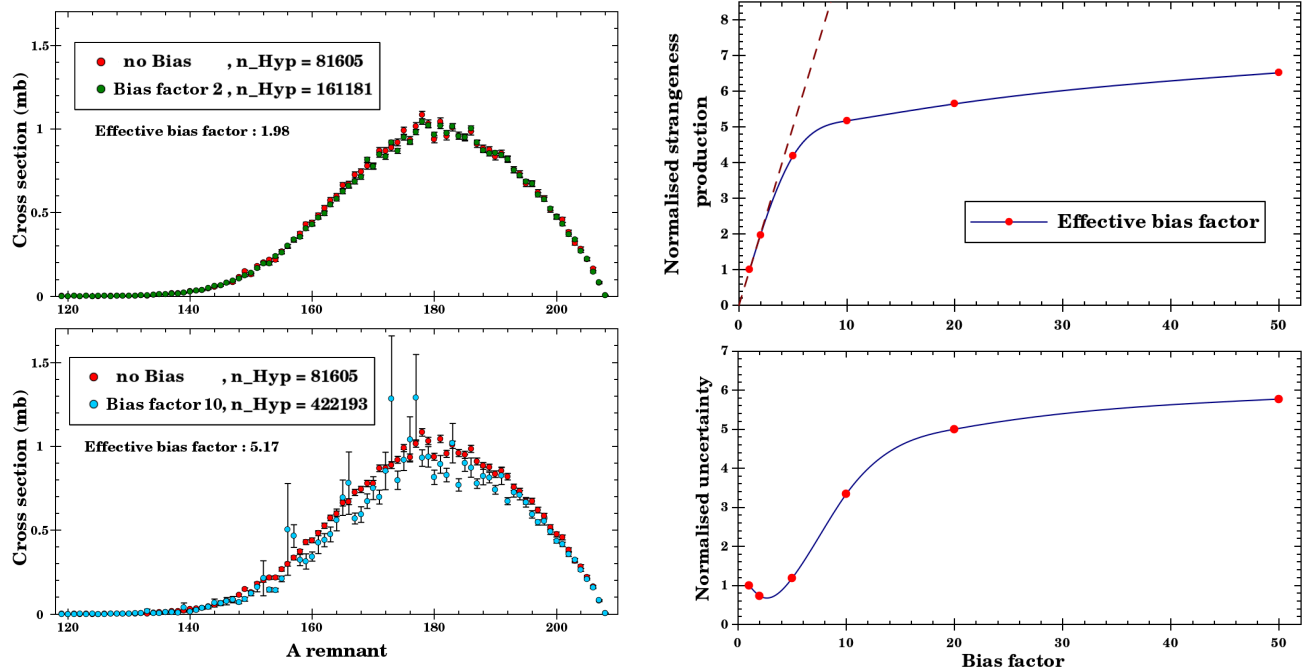 Cross section (mb)
1.5
1
0.5
0
no Bias , n_Hyp = 81605
Bias factor 2 , n_Hyp = 161181
Effective bias factor : 1.98
120 140 160 180 200
Cross section (mb)
1.5
1
0.5
0
no Bias , n_Hyp = 81605
Bias factor 10, n_Hyp = 422193
Effective bias factor : 5.17
120 140 160 180 200
A remnant
Normalised strangeness
production
8
7
6
5
4
3
2
1
0
Effective bias factor
0 10 20 30 40 50
Normalised uncertainty
7
6
5
4
3
2
1
0
0 10 20 30 40 50
Bias factor